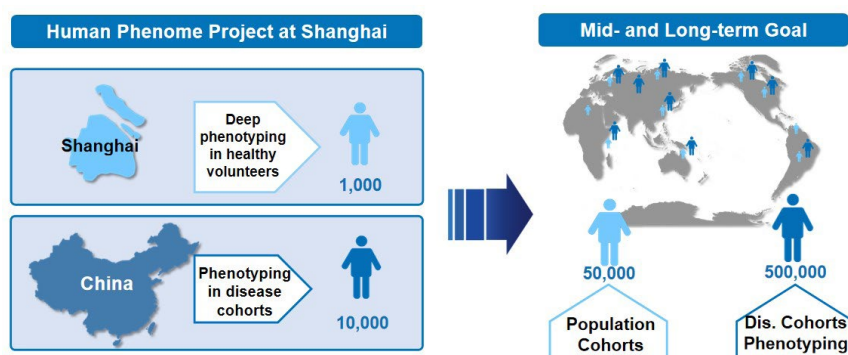 Human Phenome Project at Shanghai
Shanghai
Deep
phenotyping
in healthy
volunteers
1,000
China
Phenotyping
in disease
cohorts
10,000
Mid- and Long-term Goal
50,000
Population
Cohorts
500,000
Dis. Cohorts
Phenotyping